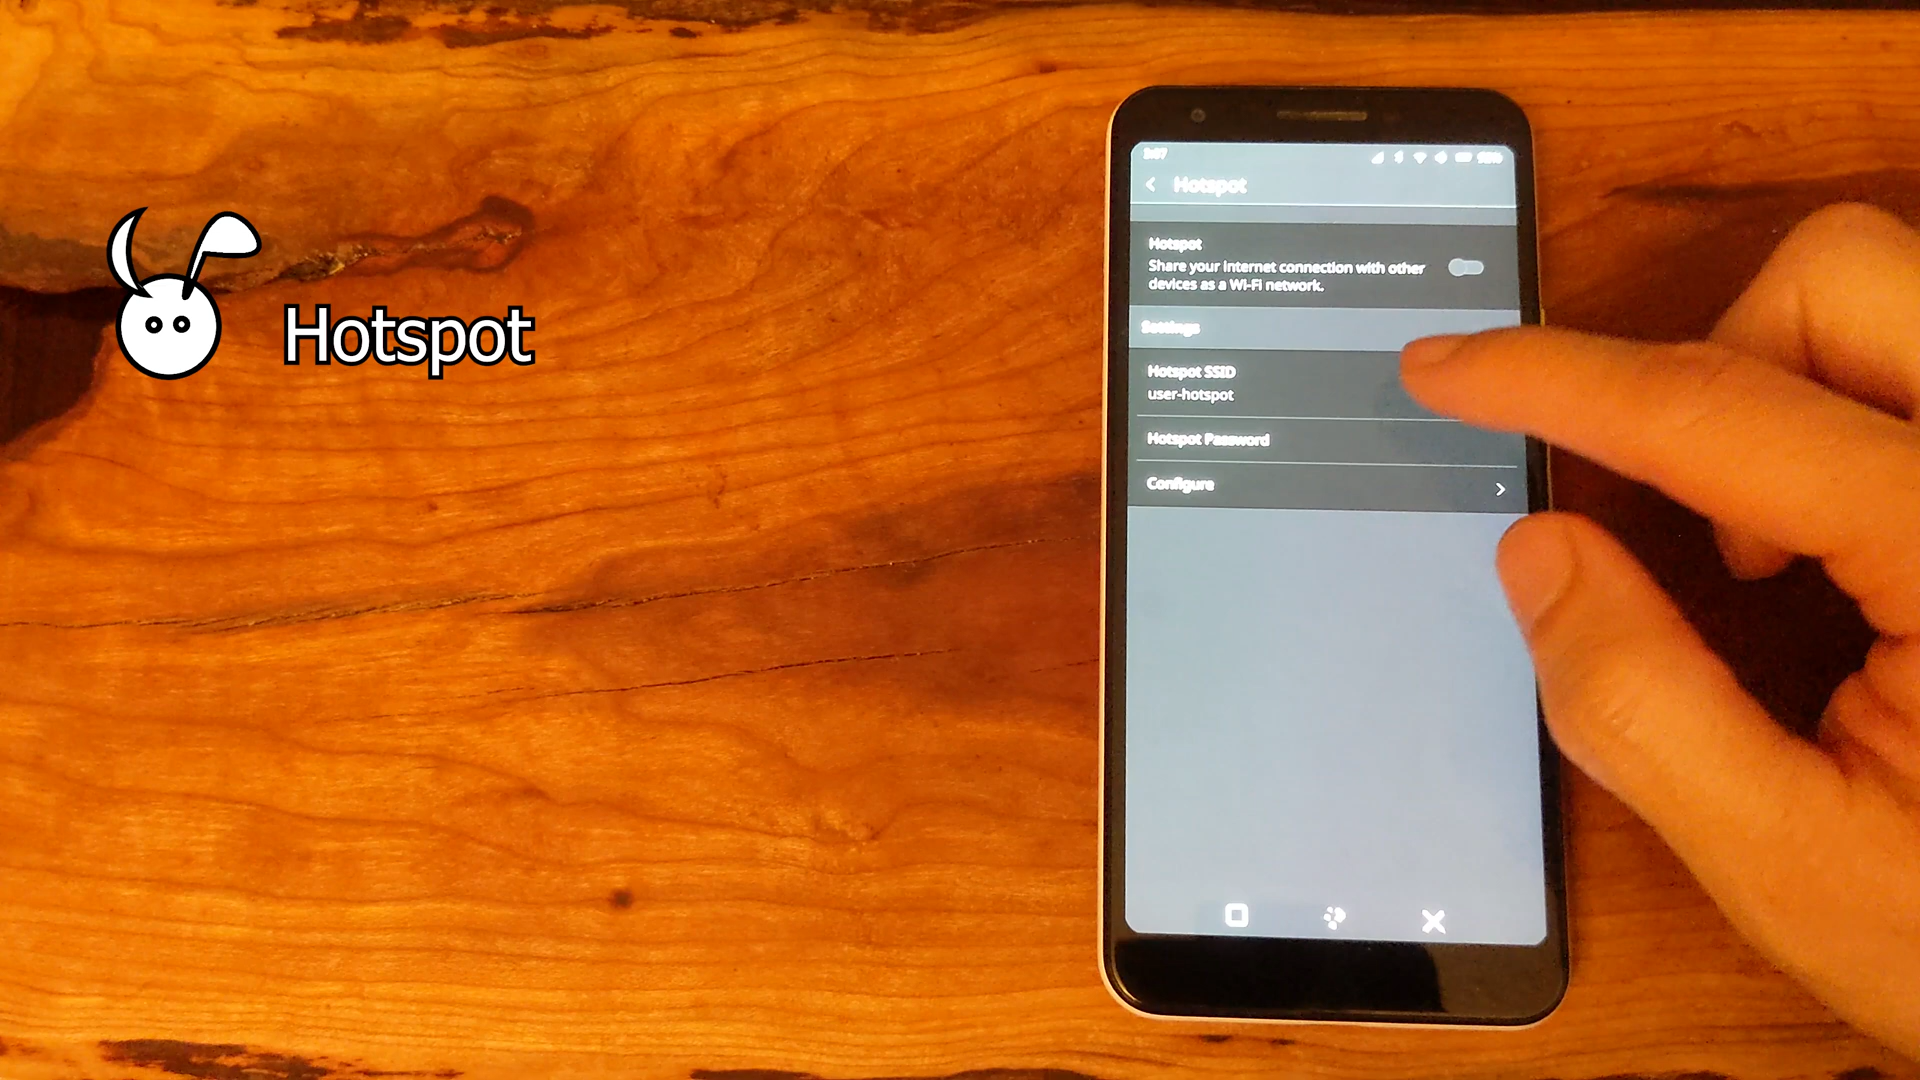 Hotspot
Hotspot
Hotspot
Share your internet connection with other
devices as a Wi-Fi network.
Settings
Hotspot SSID
user-hotspot
Hotspot Password
Configure